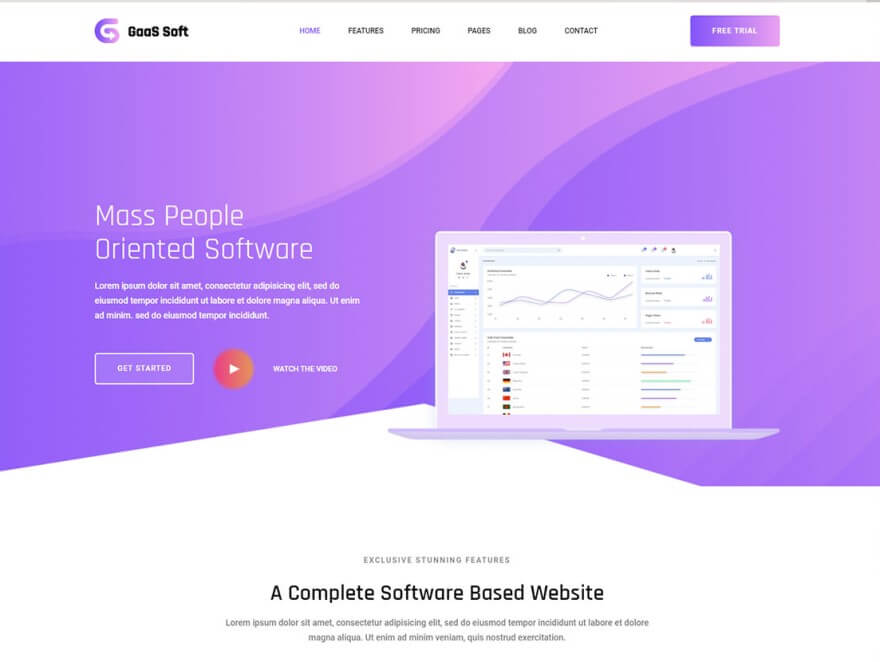 GaaS Soft
HOME FEATURES PRICING PAGES BLOG CONTACT
FREE TRIAL
Mass People
Oriented Software
Lorem ipsum dolor sit amet, consectetur adipisicing elit, sed do
eiusmod tempor incididunt ut labore et dolore magna aliqua. Ut enim
ad minim. sed do eiusmod tempor incididunt.
GET STARTED
WATCH THE VIDEO
EXCLUSIVE STUNNING FEATURES
A Complete Software Based Website
Lorem ipsum dolor sit amet, consectetur adipiscing elit, sed do eiusmod tempor incididunt ut labore et dolore
magna aliqua. Ut enim ad minim veniam, quis nostrud exercitation.